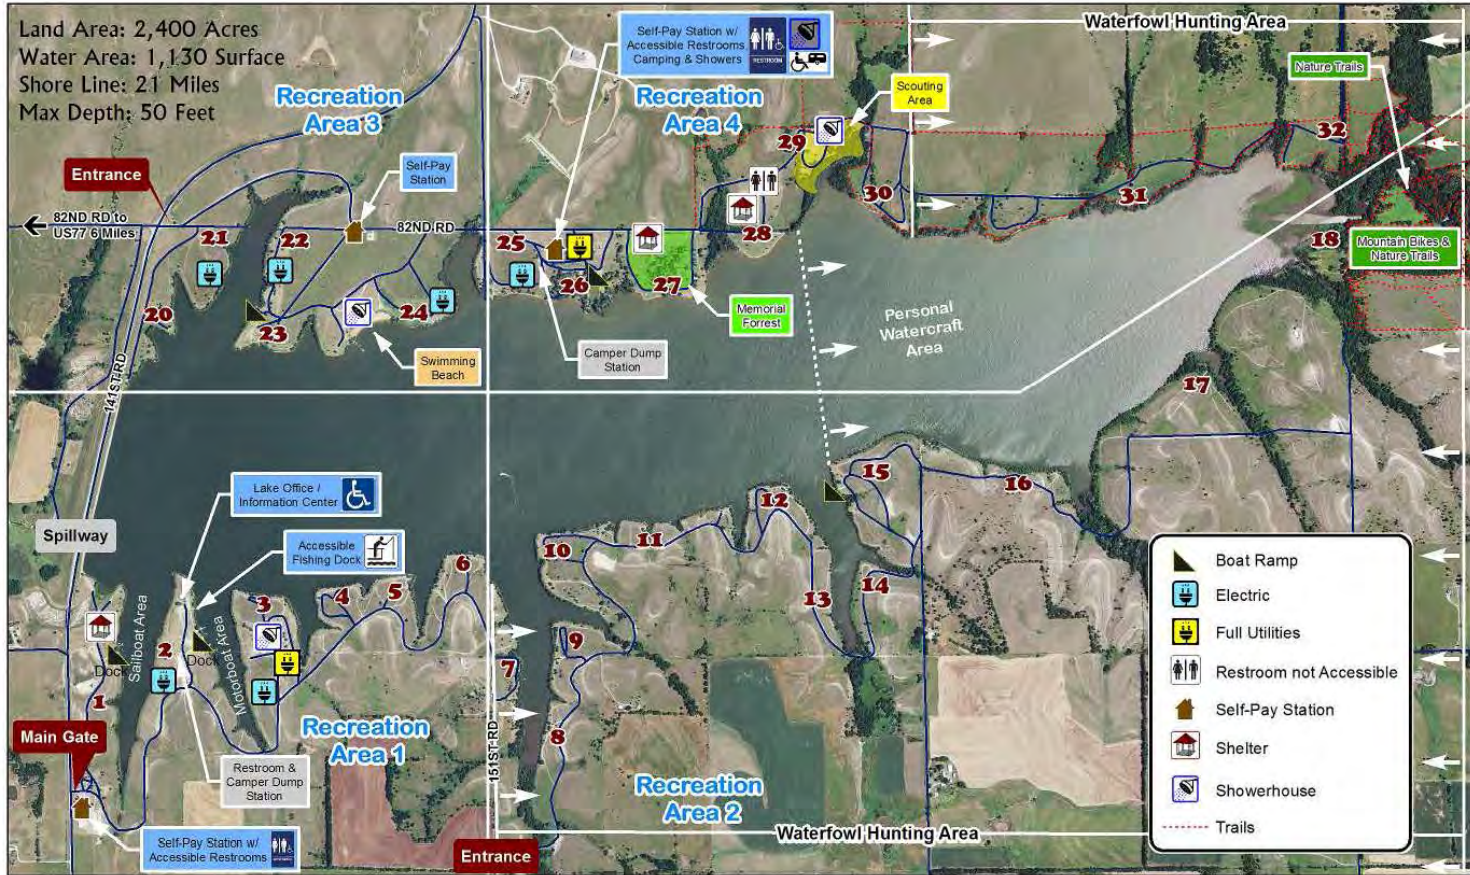 Land Area: 2,400 Acres
Water Area: 1,130 Surface
Shore Line: 21 Miles
Max Depth: 50 Feet
Recreation
Area 3
Entrance
82ND RD to
US77 6 Miles
141ST RD
Self-Pay
Station
82ND RD
20
21
22
23
24
Swimming
Beach
Self-Pay Station w/
Accessible Restrooms
Camping & Showers
RESTROOM
Recreation
Area 4
Scouting
Area
25
26
27
28
29
30
31
32
Camper Dump
Station
Memorial
Forrest
Personal
Watercraft
Area
Waterfowl Hunting Area
Nature Trails
18
Mountain Bikes &
Nature Trails
17
Spillway
Lake Office /
Information Center
Accessible
Fishing Dock
Sailboat Area
Motorboat Area
Dock
Dock
1
2
3
4
5
6
7
8
9
10
11
12
13
14
15
16
Main Gate
Recreation
Area 1
Restroom &
Camper Dump
Station
Self-Pay Station w/
Accessible Restrooms
151ST RD
Entrance
Recreation
Area 2
Waterfowl Hunting Area
Boat Ramp
Electric
Full Utilities
Restroom not Accessible
Self-Pay Station
Shelter
Showerhouse
Trails